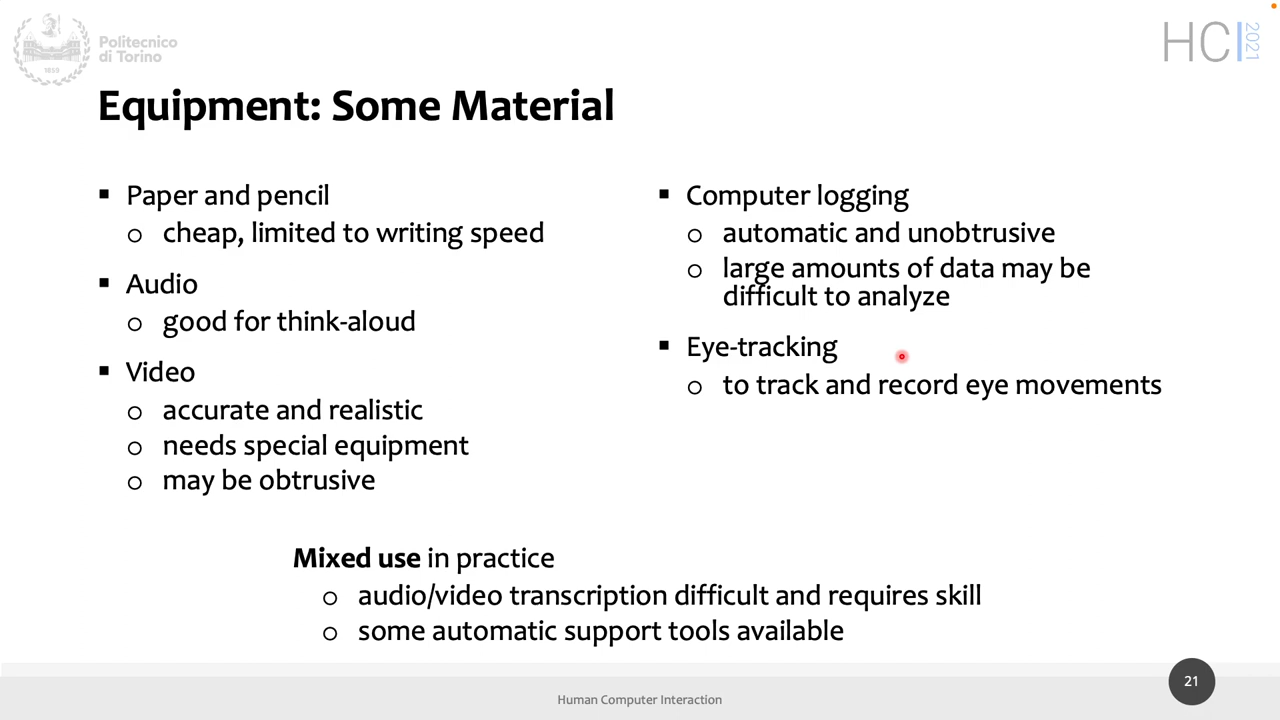 Politecnico
di Torino
1859
HCI 2021
Equipment: Some Material
▪ Paper and pencil
o cheap, limited to writing speed
▪ Audio
o good for think-aloud
▪ Video
o accurate and realistic
o needs special equipment
o may be obtrusive
▪ Computer logging
o automatic and unobtrusive
o large amounts of data may be
difficult to analyze
▪ Eye-tracking
o to track and record eye movements
Mixed use in practice
o audio/video transcription difficult and requires skill
o some automatic support tools available
Human Computer Interaction
21